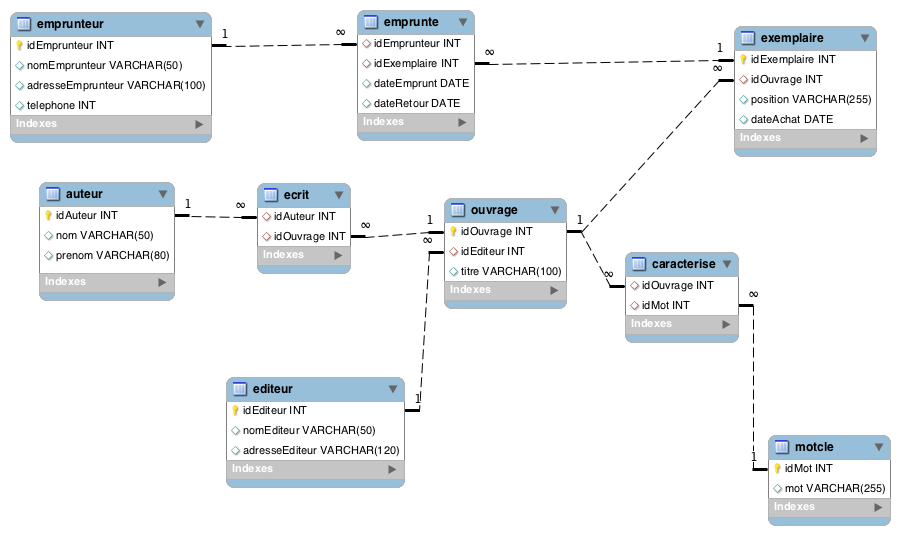 emprunteur
idEmprunteur INT
nomEmprunteur VARCHAR(50)
adresseEmprunteur VARCHAR(100)
telephone INT
Indexes
1
∞
emprunte
idEmprunteur INT
idExemplaire INT
dateEmprunt DATE
dateRetour DATE
Indexes
∞
1
∞
exemplaire
idExemplaire INT
idOuvrage INT
position VARCHAR(255)
dateAchat DATE
Indexes
auteur
idAuteur INT
nom VARCHAR(50)
prenom VARCHAR(80)
Indexes
1
∞
ecrit
idAuteur INT
idOuvrage INT
Indexes
∞
1
∞
ouvrage
idOuvrage INT
idEditeur INT
titre VARCHAR(100)
Indexes
1
∞
caracterise
idOuvrage INT
idMot INT
Indexes
∞
editeur
idEditeur INT
nomEditeur VARCHAR(50)
adresseEditeur VARCHAR(120)
Indexes
1
1
motcle
idMot INT
mot VARCHAR(255)
Indexes